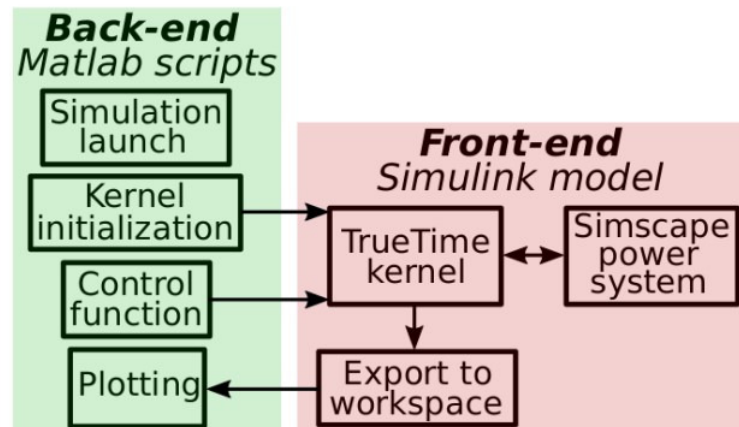 Back-end
Matlab scripts
Simulation
launch
Kernel
initialization
Control
function
Plotting
Front-end
Simulink model
TrueTime
kernel
Simscape
power
system
Export to
workspace